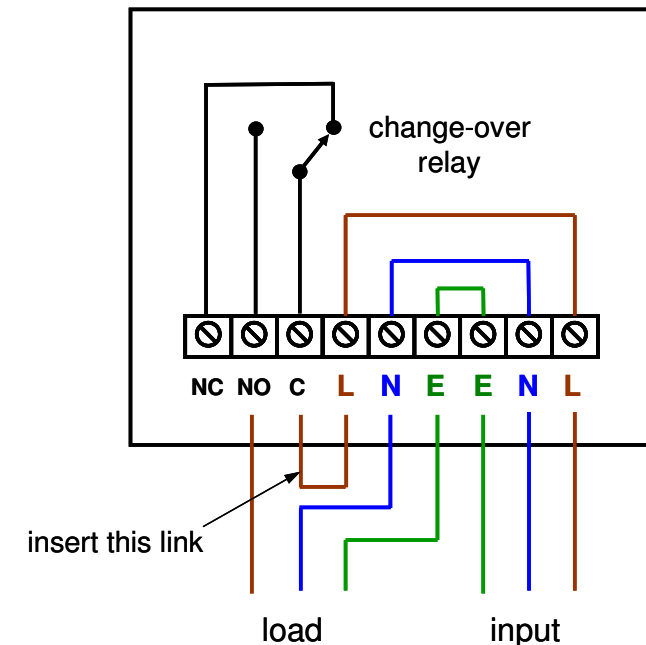 change-over
relay
NC NO C L N E E N L
insert this link
load input